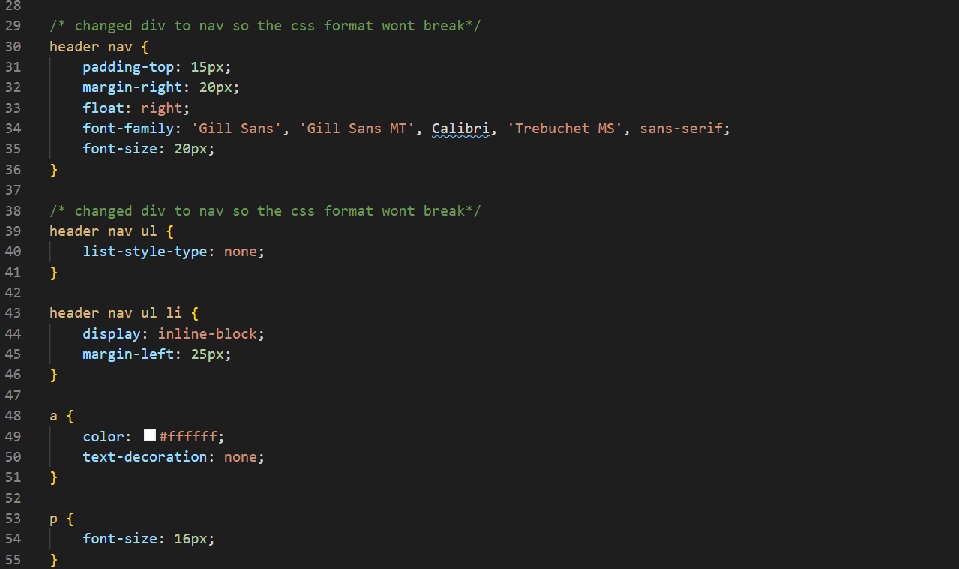 28
29 /* changed div to nav so the css format wont break*/
30 header nav {
31 padding-top: 15px;
32 margin-right: 20px;
33 float: right;
34 font-family: 'Gill Sans', 'Gill Sans MT', Calibri, 'Trebuchet MS', sans-serif;
35 font-size: 20px;
36 }
37
38 /* changed div to nav so the css format wont break*/
39 header nav ul {
40 list-style-type: none;
41 }
42
43 header nav ul li {
44 display: inline-block;
45 margin-left: 25px;
46 }
47
48 a {
49 color: #ffffff;
50 text-decoration: none;
51 }
52
53 p {
54 font-size: 16px;
55 }